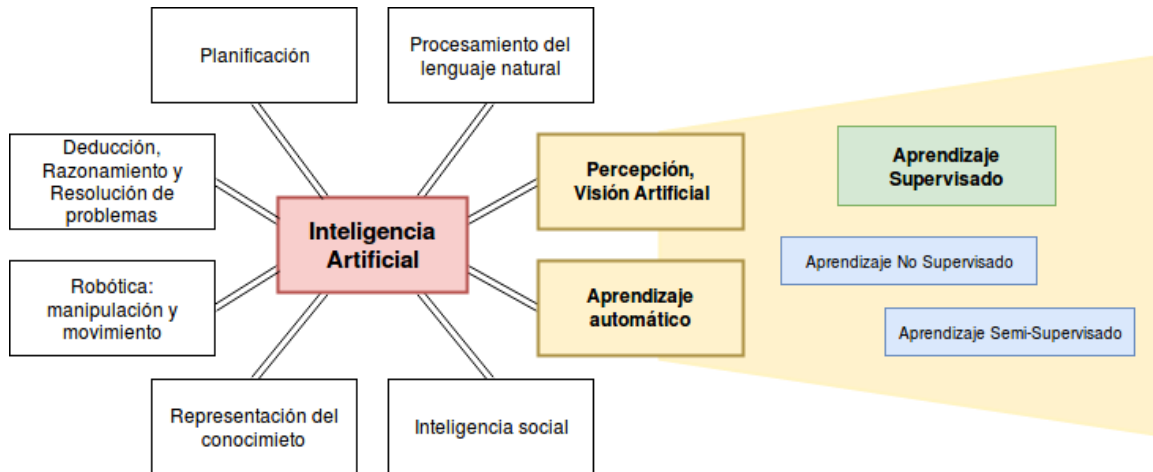 Planificación
Procesamiento del
lenguaje natural
Deducción,
Razonamiento y
Resolución de
problemas
Percepción,
Visión Artificial
Aprendizaje
Supervisado
Inteligencia
Artificial
Aprendizaje No Supervisado
Robótica:
manipulación y
movimiento
Aprendizaje
automático
Aprendizaje Semi-Supervisado
Representación del
conocimieto
Inteligencia social